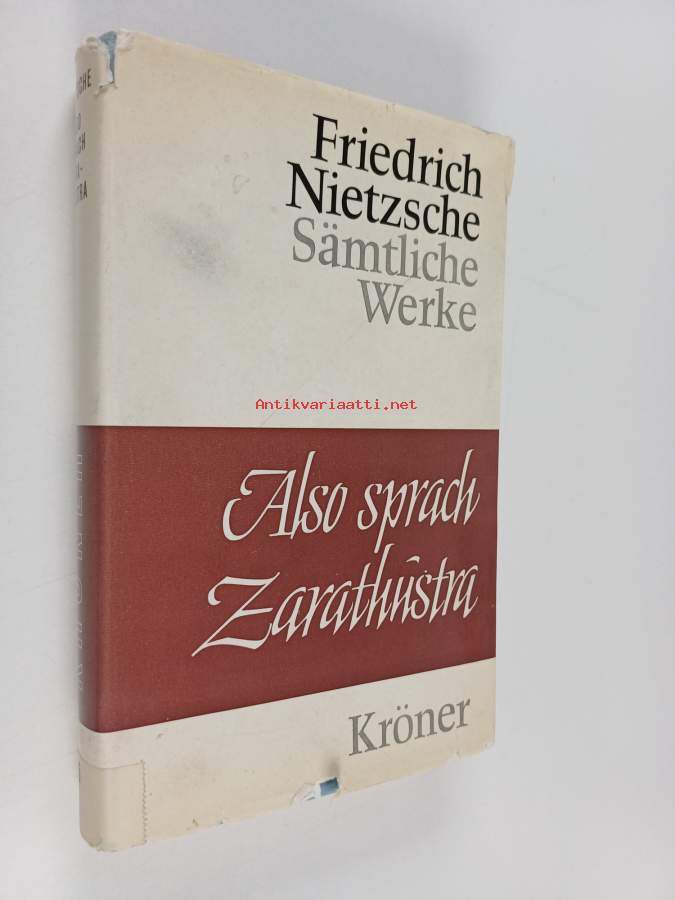 Friedrich
Nietzsche
Sämtliche
Werke
Antikvariaatti.net
Also sprach
Zarathustra
Kröner